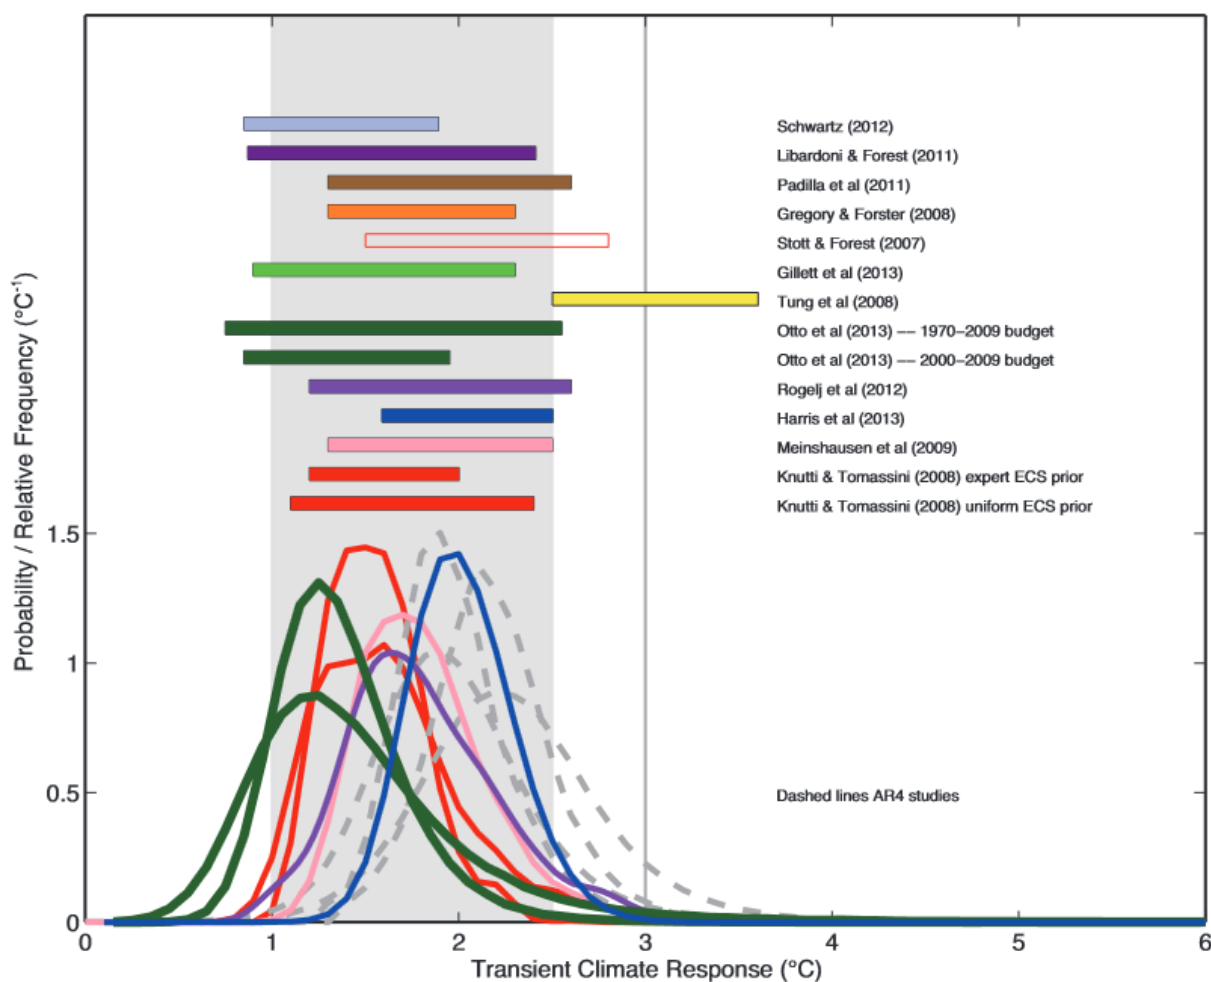 Schwartz (2012)
Libardoni & Forest (2011)
Padilla et al (2011)
Gregory & Forster (2008)
Stott & Forest (2007)
Gillett et al (2013)
Tung et al (2008)
Otto et al (2013) –– 1970–2009 budget
Otto et al (2013) –– 2000–2009 budget
Rogelj et al (2012)
Harris et al (2013)
Meinshausen et al (2009)
Knutti & Tomassini (2008) expert ECS prior
Knutti & Tomassini (2008) uniform ECS prior
Dashed lines AR4 studies
Probability / Relative Frequency (°C⁻¹)
1.5
1
0.5
0
0 1 2 3 4 5 6
Transient Climate Response (°C)